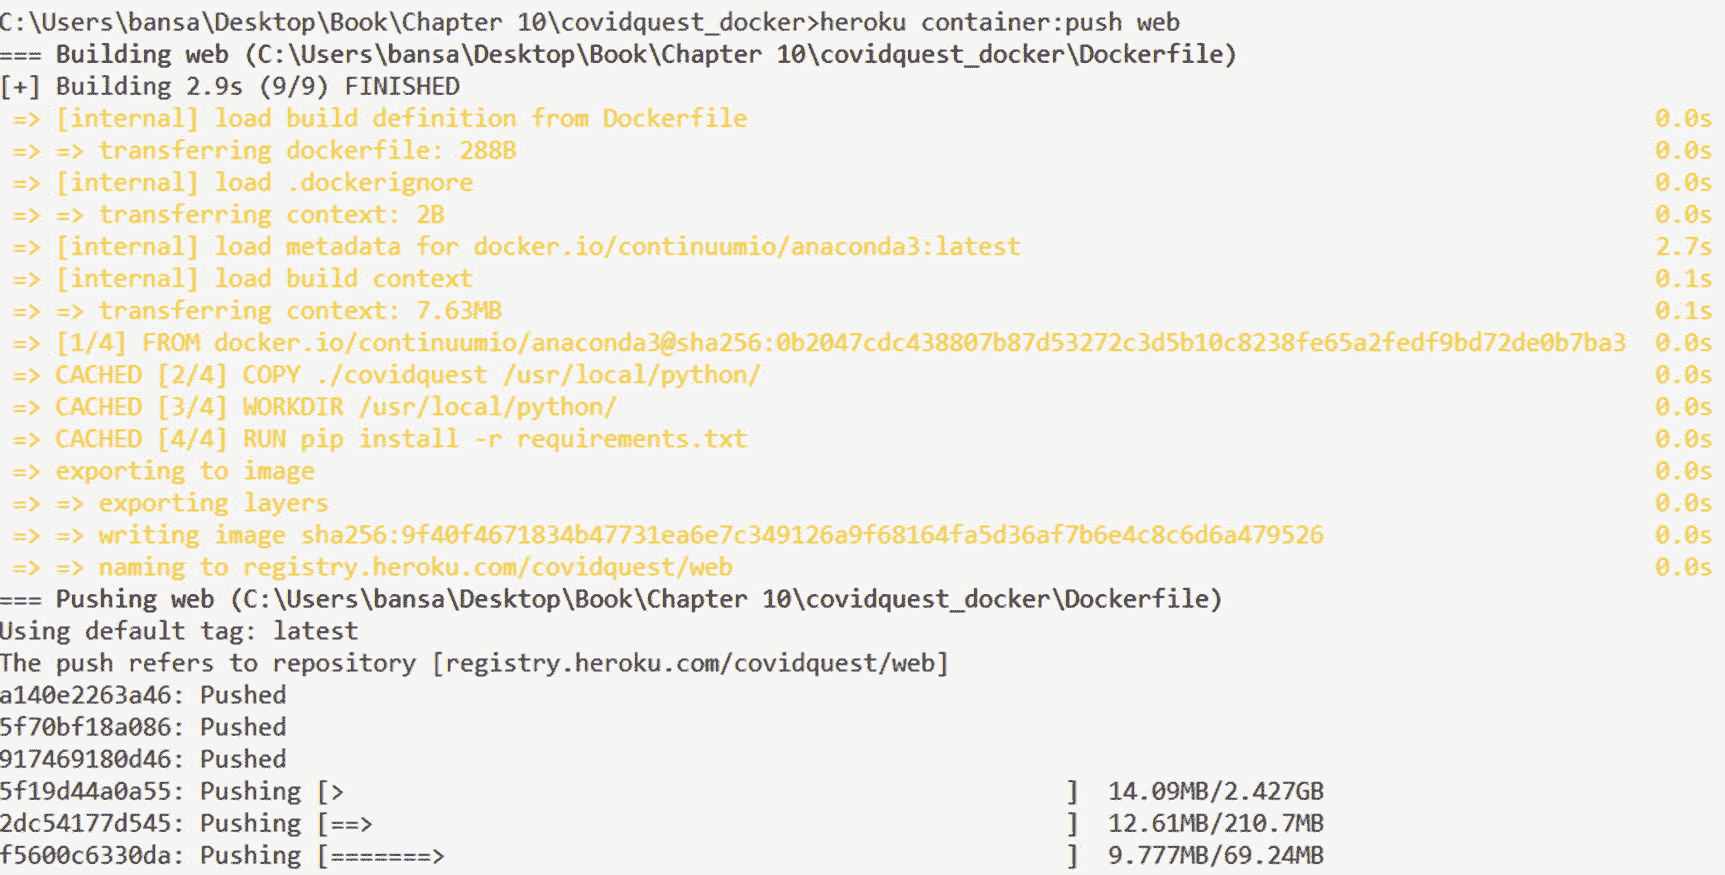 C:\Users\bansa\Desktop\Book\Chapter 10\covidquest_docker>heroku container:push web
=== Building web (C:\Users\bansa\Desktop\Book\Chapter 10\covidquest_docker\Dockerfile)
[+] Building 2.9s (9/9) FINISHED
=> [internal] load build definition from Dockerfile 0.0s
=> => transferring dockerfile: 288B 0.0s
=> [internal] load .dockerignore 0.0s
=> => transferring context: 2B 0.0s
=> [internal] load metadata for docker.io/continuumio/anaconda3:latest 2.7s
=> [internal] load build context 0.1s
=> => transferring context: 7.63MB 0.1s
=> [1/4] FROM docker.io/continuumio/anaconda3@sha256:0b2047cdc438807b87d53272c3d5b10c8238fe65a2fedf9bd72de0b7ba3 0.0s
=> CACHED [2/4] COPY ./covidquest /usr/local/python/ 0.0s
=> CACHED [3/4] WORKDIR /usr/local/python/ 0.0s
=> CACHED [4/4] RUN pip install -r requirements.txt 0.0s
=> exporting to image 0.0s
=> => exporting layers 0.0s
=> => writing image sha256:9f40f4671834b47731ea6e7c349126a9f68164fa5d36af7b6e4c8c6d6a479526 0.0s
=> => naming to registry.heroku.com/covidquest/web 0.0s
=== Pushing web (C:\Users\bansa\Desktop\Book\Chapter 10\covidquest_docker\Dockerfile)
Using default tag: latest
The push refers to repository [registry.heroku.com/covidquest/web]
a140e2263a46: Pushed
5f70bf18a086: Pushed
917469180d46: Pushed
5f19d44a0a55: Pushing [> ] 14.09MB/2.427GB
2dc54177d545: Pushing [==> ] 12.61MB/210.7MB
f5600c6330da: Pushing [=======> ] 9.777MB/69.24MB